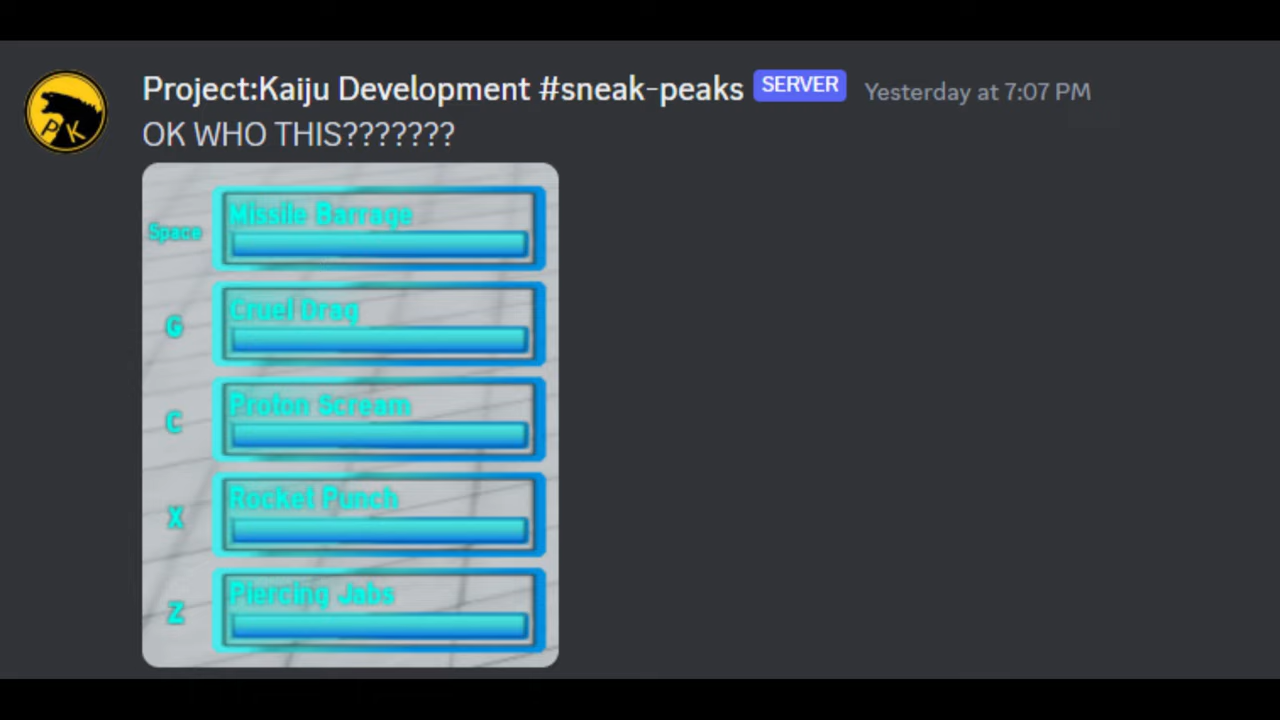 Project:Kaiju Development #sneak-peaks SERVER Yesterday at 7:07 PM
PK
OK WHO THIS???????
Missile Barrage
Space
Cruel Drag
G
Proton Scream
C
Rocket Punch
X
Piercing Jabs
Z